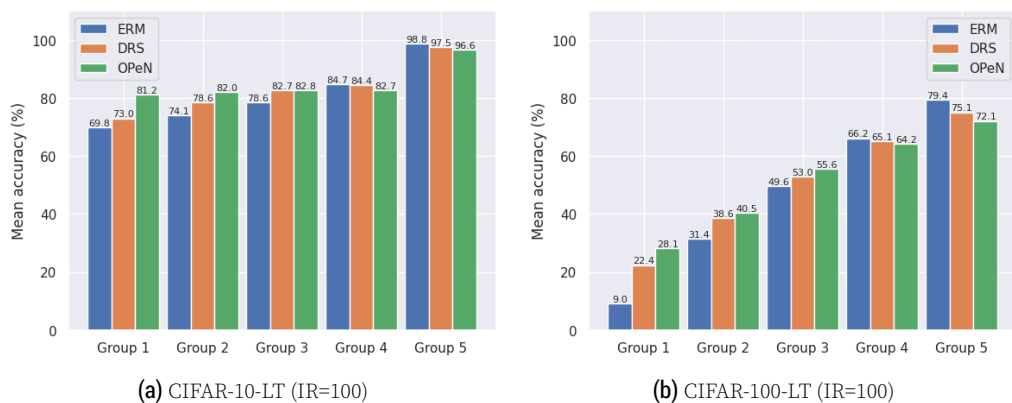 ERM
DRS
OPeN
Mean accuracy (%)
100
80
60
40
20
0
69.8 73.0 81.2
74.1 78.6 82.0
78.6 82.7 82.8
84.7 84.4 82.7
98.8 97.5 96.6
Group 1 Group 2 Group 3 Group 4 Group 5
(a) CIFAR-10-LT (IR=100)
ERM
DRS
OPeN
Mean accuracy (%)
100
80
60
40
20
0
9.0 22.4 28.1
31.4 38.6 40.5
49.6 53.0 55.6
66.2 65.1 64.2
79.4 75.1 72.1
Group 1 Group 2 Group 3 Group 4 Group 5
(b) CIFAR-100-LT (IR=100)